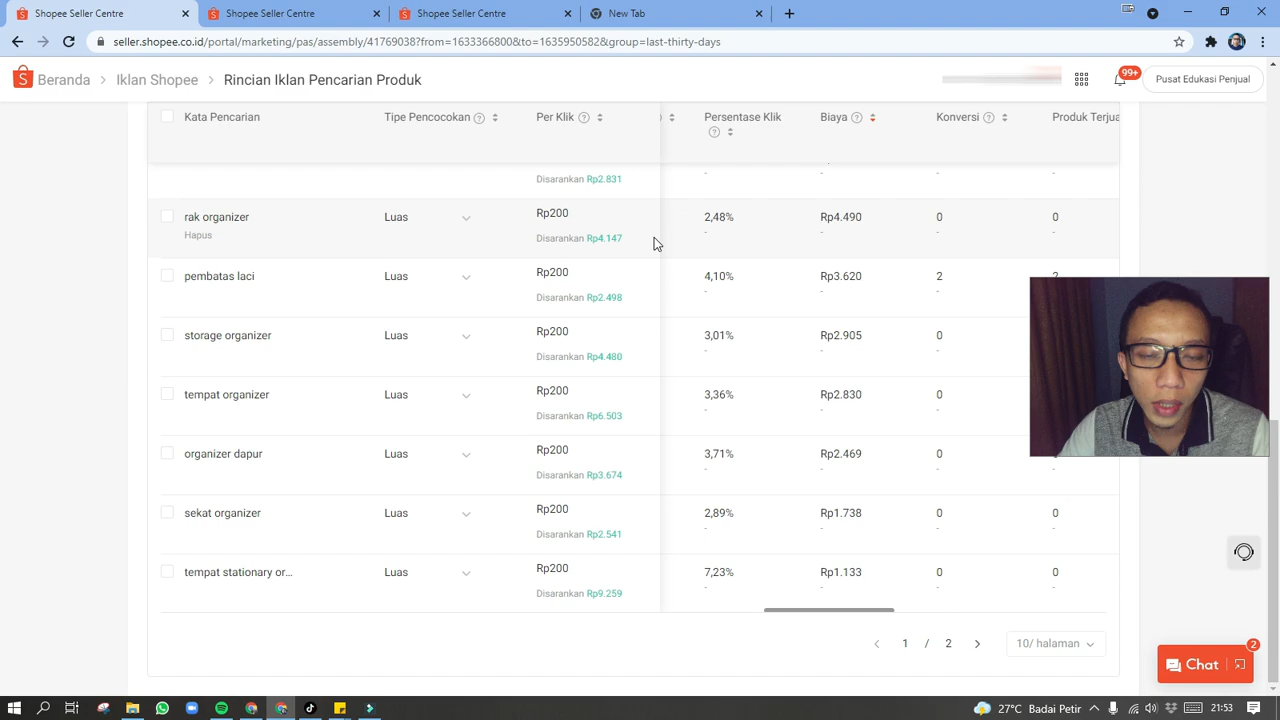 Shopee Seller Centre
Shopee Seller Centre
Shopee Seller Centre
New Tab
seller.shopee.co.id/portal/marketing/pas/assembly/41769038?from=1633366800&to=1635950582&group=last-thirty-days
Beranda > Iklan Shopee > Rincian Iklan Pencarian Produk
99+
Pusat Edukasi Penjual
Kata Pencarian Tipe Pencocokan Per Klik Persentase Klik Biaya Konversi Produk Terjua
Disarankan Rp2.831 -
rak organizer Luas Rp200 2,48% Rp4.490 0 0
Hapus Disarankan Rp4.147 - - - -
pembatas laci Luas Rp200 4,10% Rp3.620 2 2
Disarankan Rp2.498 - - -
storage organizer Luas Rp200 3,01% Rp2.905 0
Disarankan Rp4.480 - - -
tempat organizer Luas Rp200 3,36% Rp2.830 0
Disarankan Rp6.503 - - -
organizer dapur Luas Rp200 3,71% Rp2.469 0
Disarankan Rp3.674 - - - -
sekat organizer Luas Rp200 2,89% Rp1.738 0 0
Disarankan Rp2.541 - - - -
tempat stationary or... Luas Rp200 7,23% Rp1.133 0 0
Disarankan Rp9.259 - - - -
< 1 / 2 > 10/ halaman
Chat 2
27°C Badai Petir 21:53